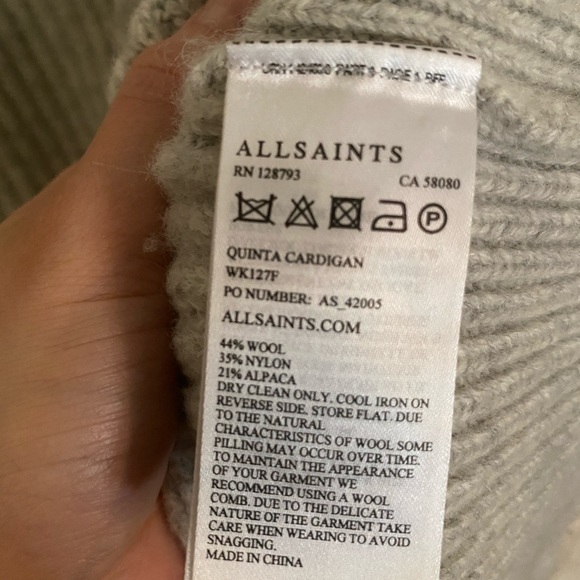 ALLSAINTS
RN 128793 CA 58080
P
QUINTA CARDIGAN
WK127F
PO NUMBER: AS_42005
ALLSAINTS.COM
44% WOOL
35% NYLON
21% ALPACA
DRY CLEAN ONLY. COOL IRON ON
REVERSE SIDE. STORE FLAT. DUE
TO THE NATURAL
CHARACTERISTICS OF WOOL SOME
PILLING MAY OCCUR OVER TIME.
TO MAINTAIN THE APPEARANCE
OF YOUR GARMENT WE
RECOMMEND USING A WOOL
COMB. DUE TO THE DELICATE
NATURE OF THE GARMENT TAKE
CARE WHEN WEARING TO AVOID
SNAGGING.
MADE IN CHINA